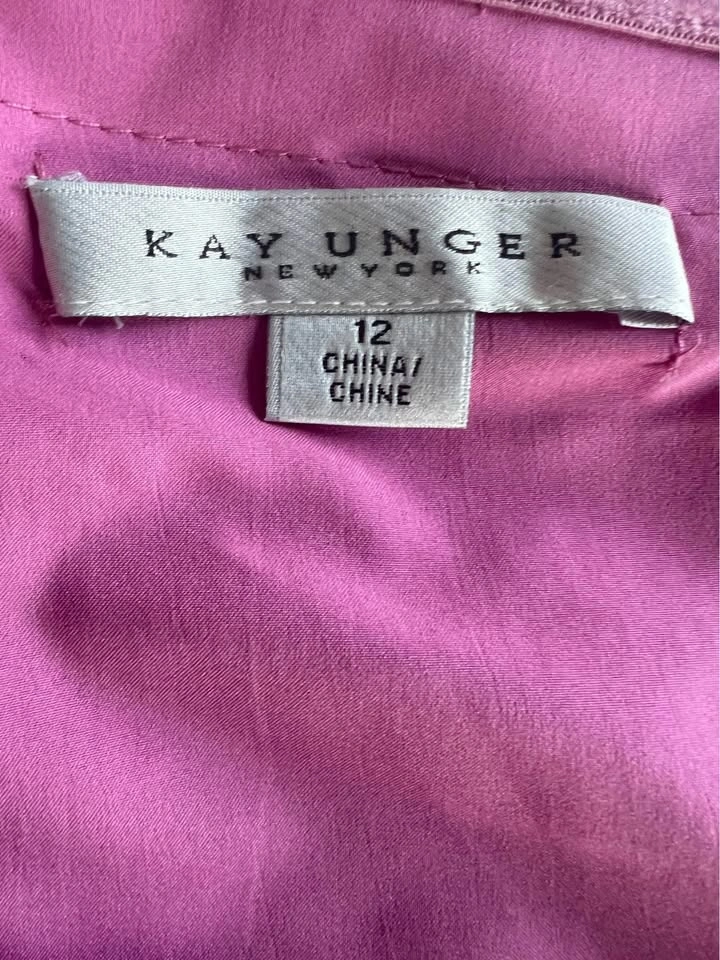 KAY UNGER
NEW YORK
12
CHINA/
CHINE